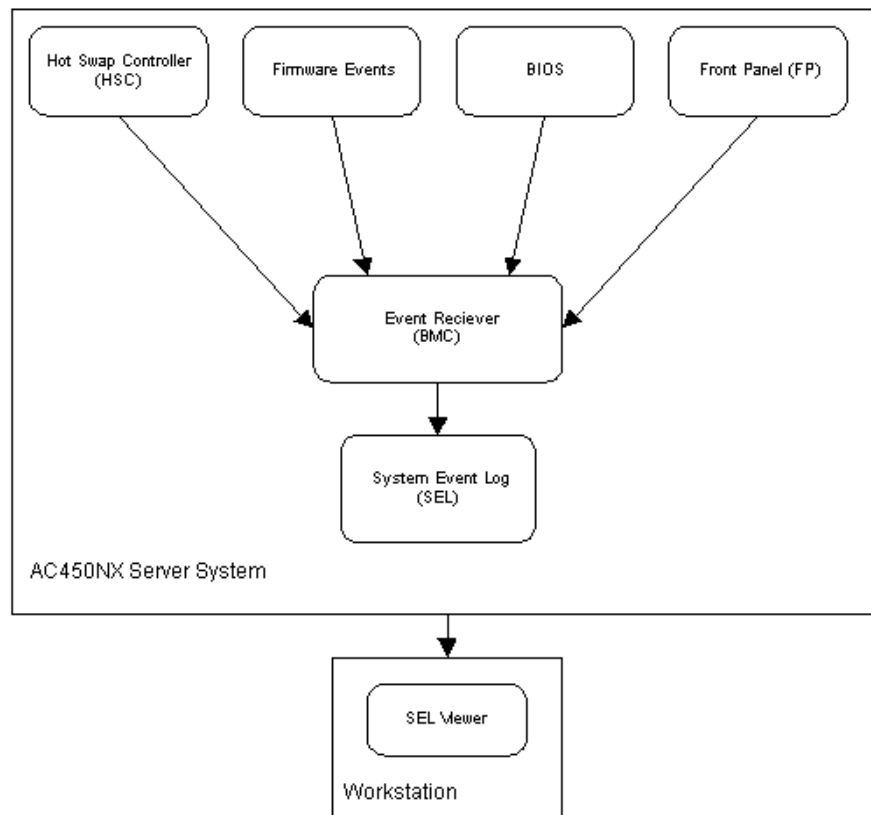 Hot Swap Controller
(HSC)
Firmware Events
BIOS
Front Panel (FP)
Event Reciever
(BMC)
System Event Log
(SEL)
AC450NX Server System
SEL Viewer
Workstation